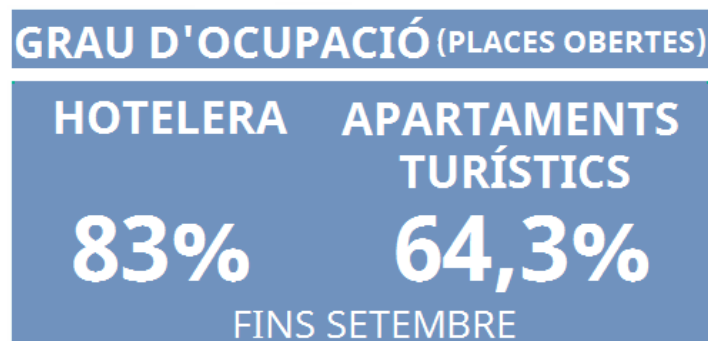 GRAU D'OCUPACIÓ (PLACES OBERTES)
HOTELERA
83%
APARTAMENTS
TURÍSTICS
64,3%
FINS SETEMBRE